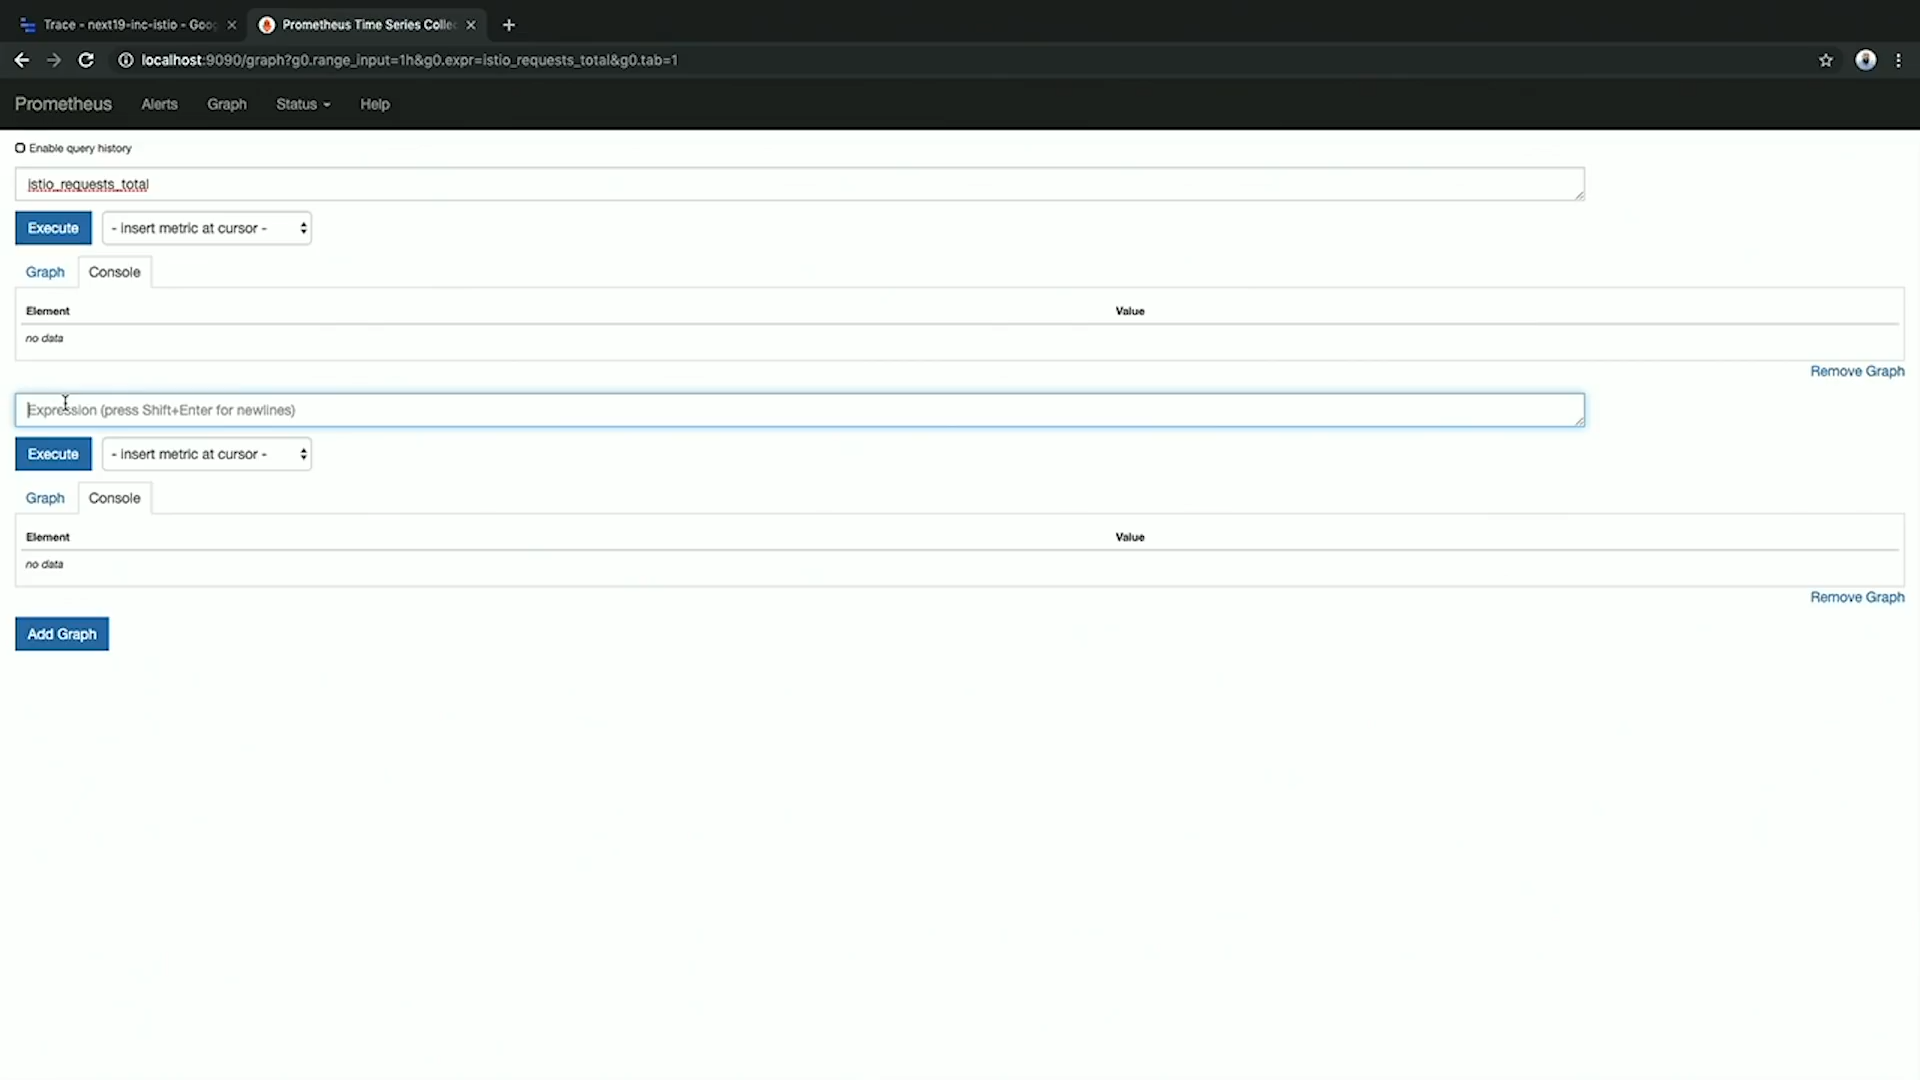 Trace - next19-inc-istio - Goog
Prometheus Time Series Collec
localhost:9090/graph?g0.range_input=1h&g0.expr=istio_requests_total&g0.tab=1
Prometheus Alerts Graph Status Help
Enable query history
istio_requests_total
Execute - insert metric at cursor -
Graph Console
Element Value
no data
Remove Graph
Expression (press Shift+Enter for newlines)
Execute - insert metric at cursor -
Graph Console
Element Value
no data
Remove Graph
Add Graph